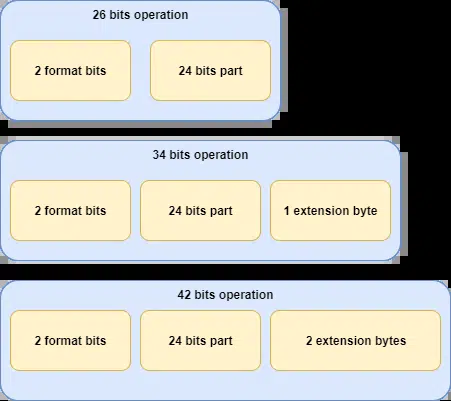 26 bits operation
2 format bits
24 bits part
34 bits operation
2 format bits
24 bits part
1 extension byte
42 bits operation
2 format bits
24 bits part
2 extension bytes